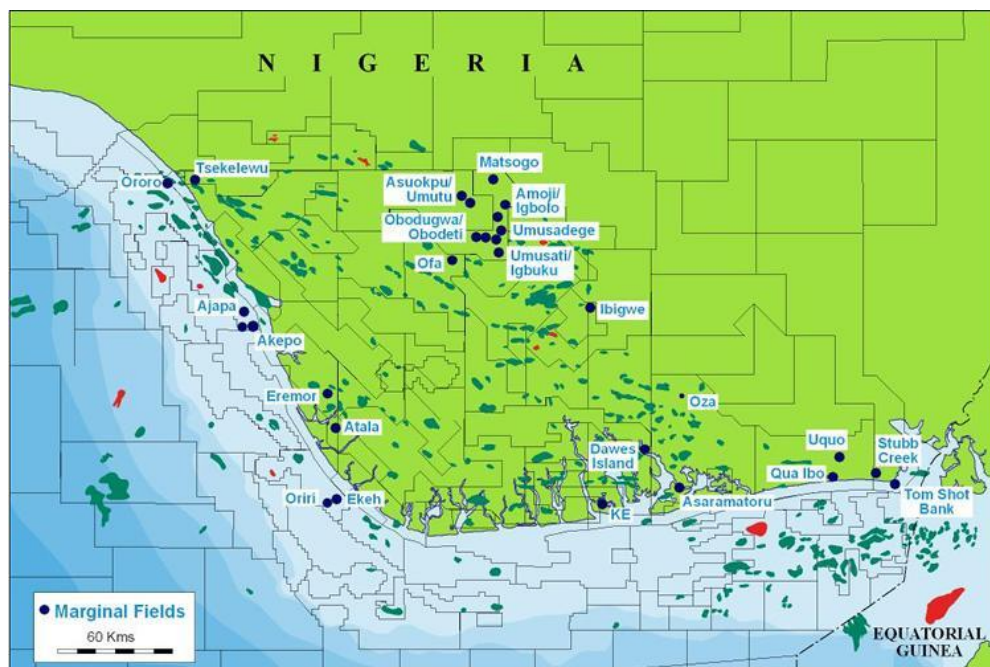 NIGERIA
Matsogo
Tsekelewu
Ororo
Asuokpu/
Umutu
Amoji/
Igbolo
Obodugwa/
Obodeti
Umusadege
Ofa
Umusati/
Igbuku
Ajapa
Ibigwe
Akepo
Eremor
Oza
Atala
Dawes
Island
Uquo
Stubb
Creek
Qua Ibo
Oriri
Ekeh
KE
Asaramatoru
Tom Shot
Bank
Marginal Fields
60 Kms
EQUATORIAL
GUINEA